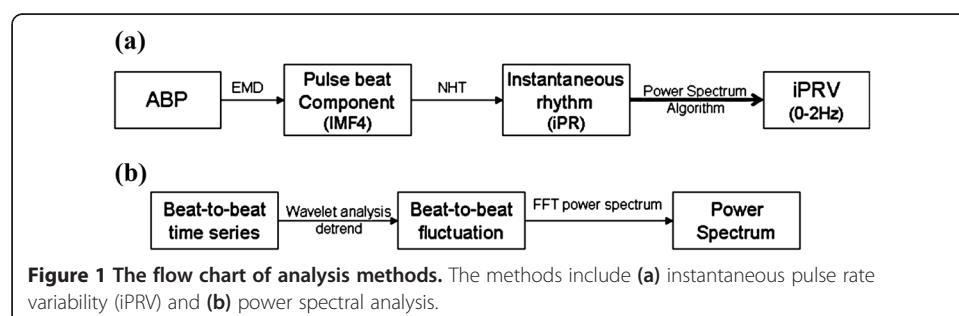 (a)
ABP
EMD
Pulse beat
Component
(IMF4)
NHT
Instantaneous
rhythm
(iPR)
Power Spectrum
Algorithm
iPRV
(0-2Hz)
(b)
Beat-to-beat
time series
Wavelet analysis
detrend
Beat-to-beat
fluctuation
FFT power spectrum
Power
Spectrum
Figure 1 The flow chart of analysis methods. The methods include (a) instantaneous pulse rate
variability (iPRV) and (b) power spectral analysis.